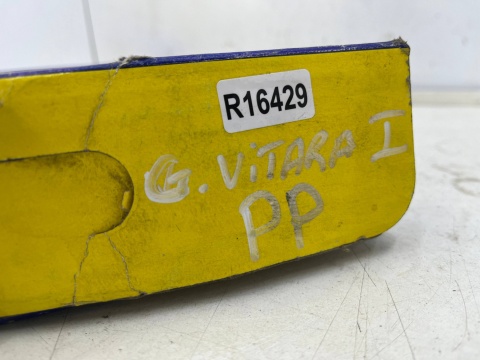 R16429
G. ViTARA I
PP